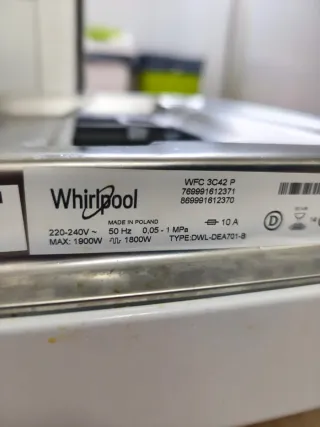 Whirlpool
WFC 3C42 P
769991612371
869991612370
MADE IN POLAND
10 A
220-240V ~ 50 Hz 0,05 - 1 MPa
MAX: 1900W 1800W TYPE:DWL-DEA701-B
D